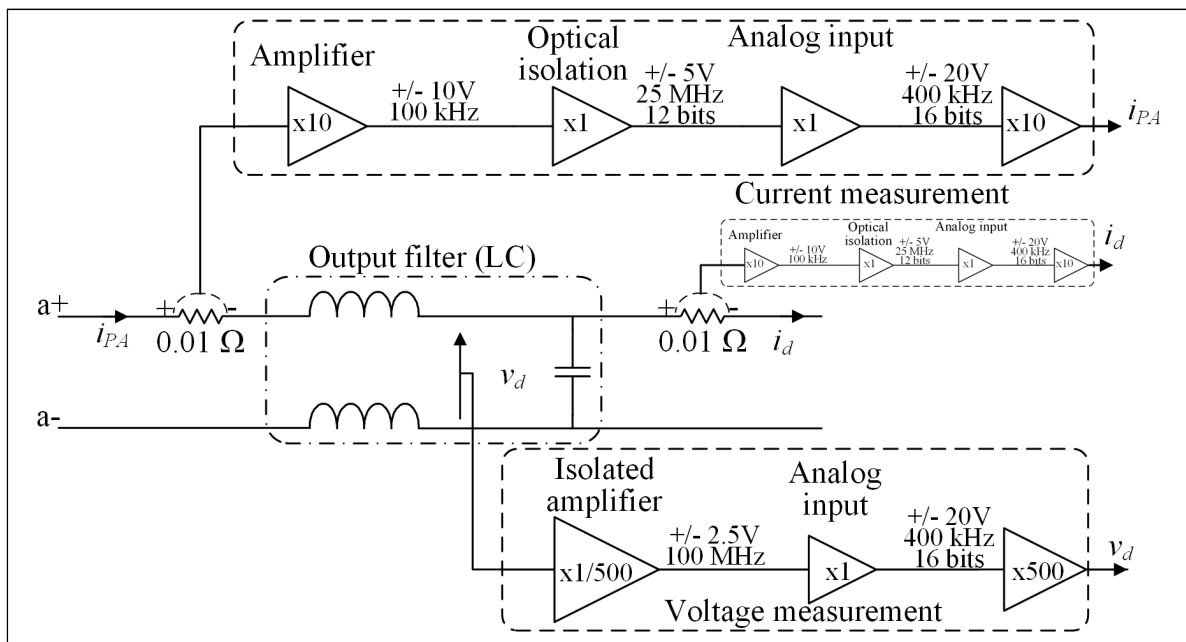 Amplifier
Optical
isolation
Analog input
+/- 10V
100 kHz
+/- 5V
25 MHz
12 bits
+/- 20V
400 kHz
16 bits
x10
x1
x1
x10
i_PA
Current measurement
Amplifier
Optical
isolation
Analog input
+/- 10V
100 kHz
+/- 5V
25 MHz
12 bits
+/- 20V
400 kHz
16 bits
x10
x1
x1
x10
i_d
Output filter (LC)
a+
i_PA
+ -
0.01 Ω
v_d
+ -
0.01 Ω
i_d
a-
Isolated
amplifier
Analog
input
+/- 2.5V
100 MHz
+/- 20V
400 kHz
16 bits
x1/500
x1
x500
v_d
Voltage measurement